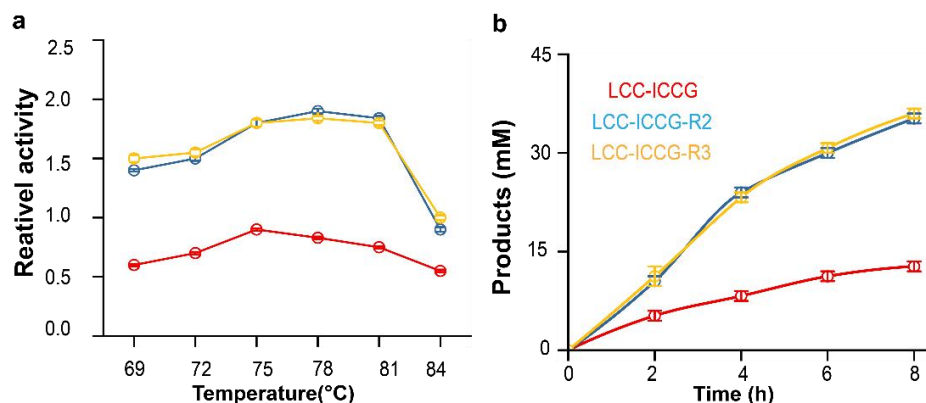 a
2.5
2.0
1.5
1.0
0.5
0.0
Reativel activity
69 72 75 78 81 84
Temperature(°C)
b
45
30
15
0
Products (mM)
LCC-ICCG
LCC-ICCG-R2
LCC-ICCG-R3
0 2 4 6 8
Time (h)